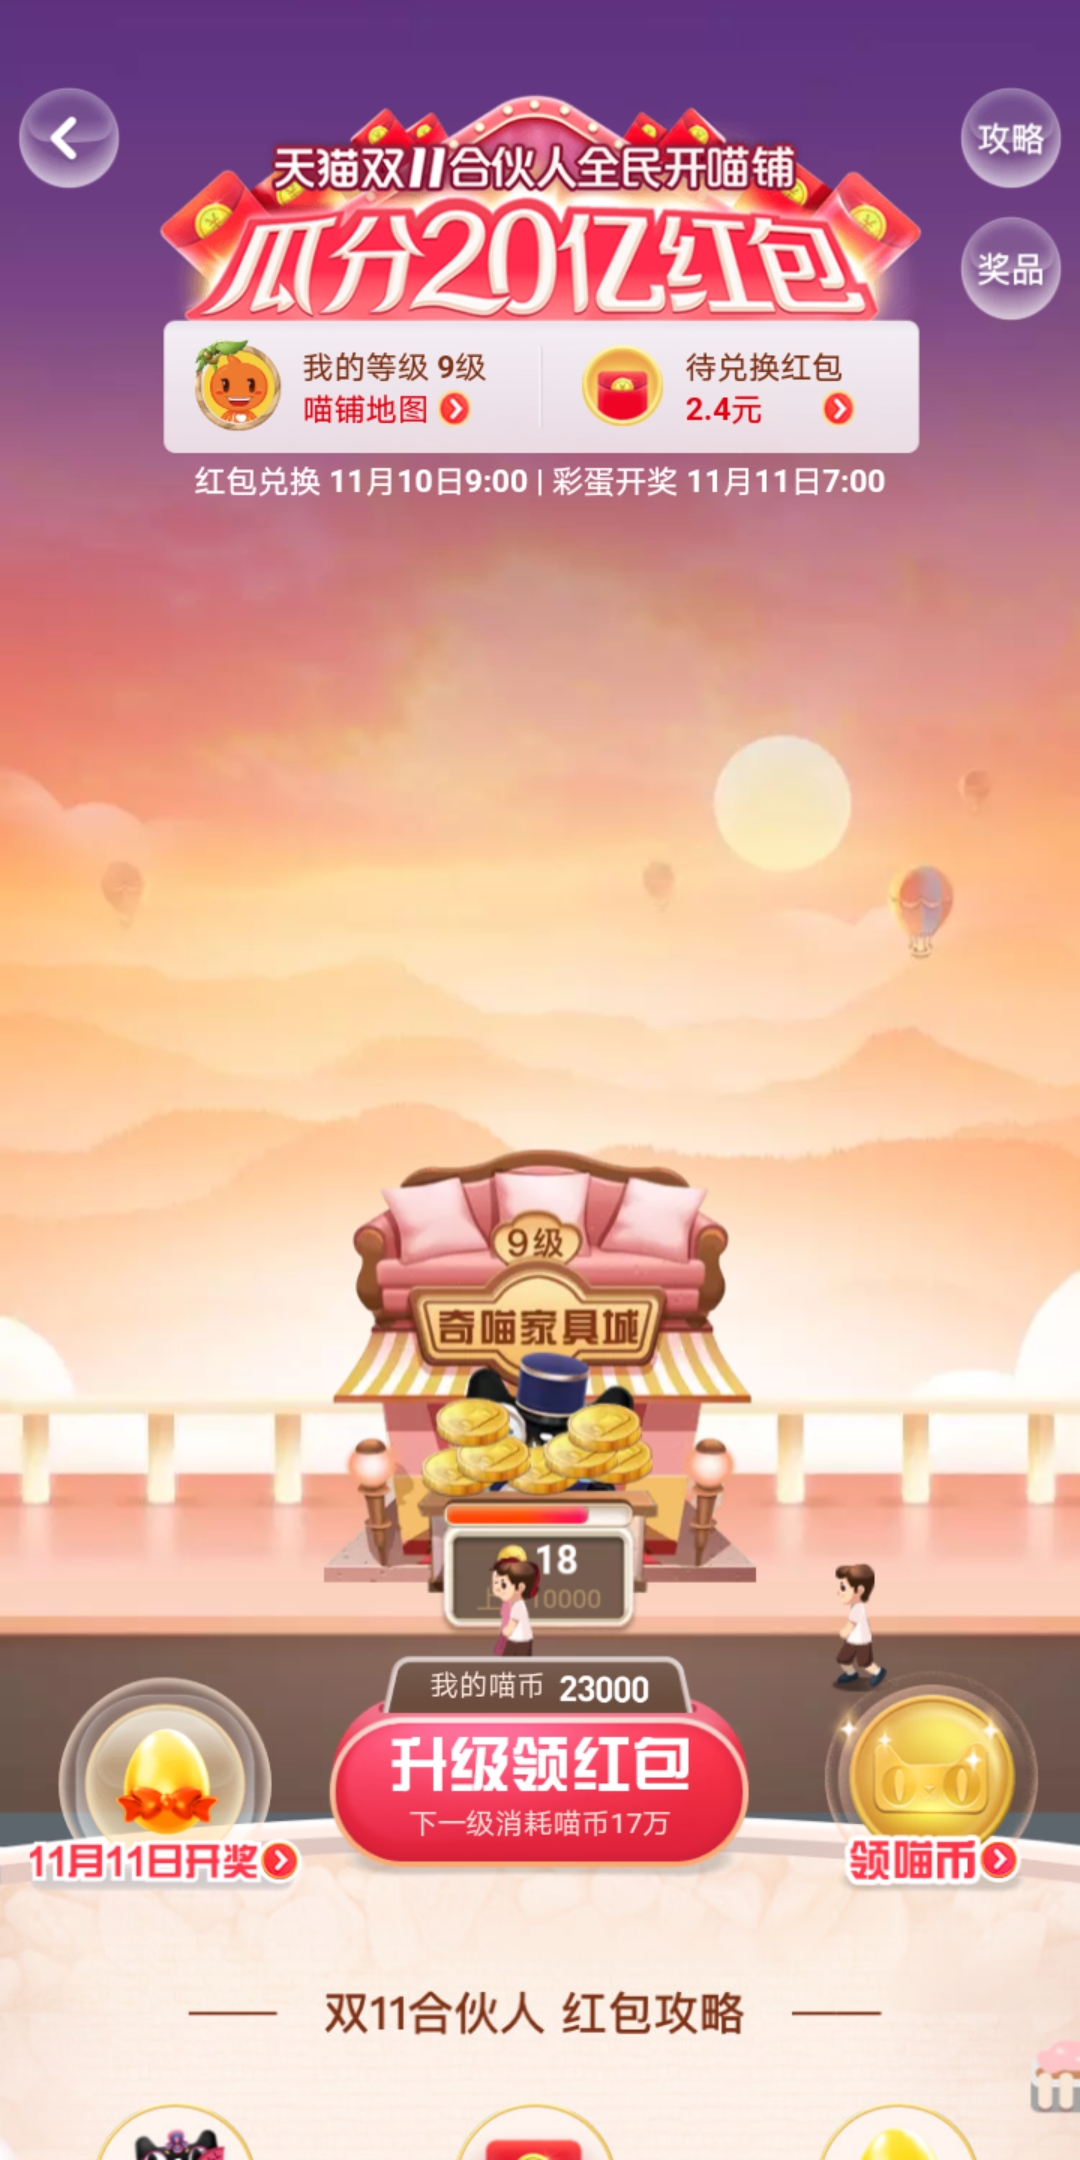 攻略
天猫双11合伙人全民开喵铺
瓜分20亿红包
奖品
我的等级 9级
喵铺地图
待兑换红包
2.4元
红包兑换 11月10日9:00 | 彩蛋开奖 11月11日7:00
9级
奇喵家具城
18
上 10000
我的喵币 23000
升级领红包
下一级消耗喵币17万
11月11日开奖
领喵币
双11合伙人 红包攻略